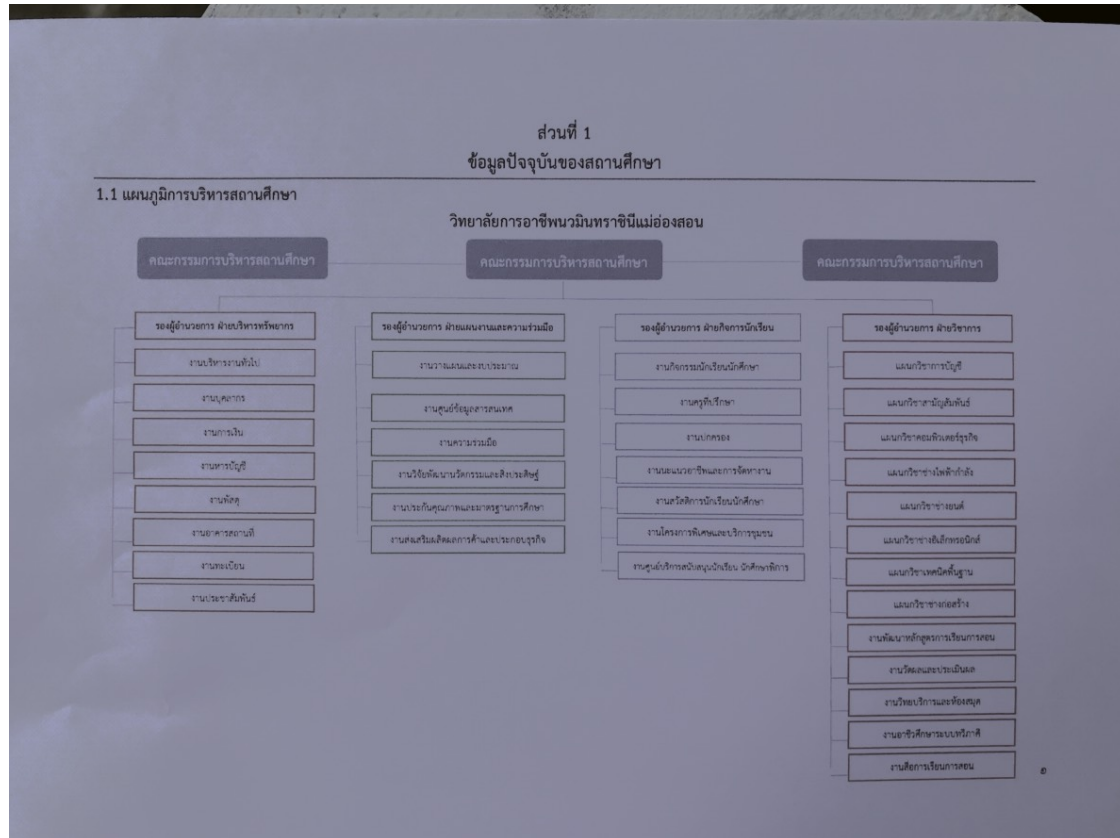 ส่วนที่ 1
ข้อมูลปัจจุบันของสถานศึกษา
1.1 แผนภูมิการบริหารสถานศึกษา
วิทยาลัยการอาชีพนวมินทราชินีแม่ฮ่องสอน
คณะกรรมการบริหารสถานศึกษา
คณะกรรมการบริหารสถานศึกษา
คณะกรรมการบริหารสถานศึกษา
รองผู้อำนวยการ ฝ่ายบริหารทรัพยากร
งานบริหารงานทั่วไป
งานบุคลากร
งานการเงิน
งานหารบัญชี
งานพัสดุ
งานอาคารสถานที่
งานทะเบียน
งานประชาสัมพันธ์
รองผู้อำนวยการ ฝ่ายแผนงานและความร่วมมือ
งานวางแผนและงบประมาณ
งานศูนย์ข้อมูลสารสนเทศ
งานความรวมมือ
งานวิจัยพัฒนานวัตกรรมและสิ่งประดิษฐ์
งานประกันคุณภาพและมาตรฐานการศึกษา
งานสงเสริมผลิตผลการค้าและประกอบธุรกิจ
รองผู้อำนวยการ ฝ่ายกิจการนักเรียน
งานกิจกรรมนักเรียนนักศึกษา
งานครูที่ปรึกษา
งานปกครอง
งานแนะแนวอาชีพและการจัดหางาน
งานสวัสดิการนักเรียนนักศึกษา
งานโครงการพิเศษและบริการชุมชน
งานศูนย์บริการสนับสนุนนักเรียน นักศึกษาพิการ
รองผู้อำนวยการ ฝ่ายวิชาการ
แผนกวิชาการบัญชี
แผนกวิชาสามัญสัมพันธ์
แผนกวิชาคอมพิวเตอร์ธุรกิจ
แผนกวิชาช่างไฟฟ้ากำลัง
แผนกวิชาช่างยนต์
แผนกวิชาช่างอิเล็กทรอนิกส์
แผนกวิชาเทคนิคพื้นฐาน
แผนกวิชาชางกอสร้าง
งานพัฒนาหลักสูตรการเรียนการสอน
งานวัดผลและประเมินผล
งานวิทยบริการและห้องสมุด
งานอาชีวศึกษาระบบทวิภาคี
งานสื่อการเรียนการสอน